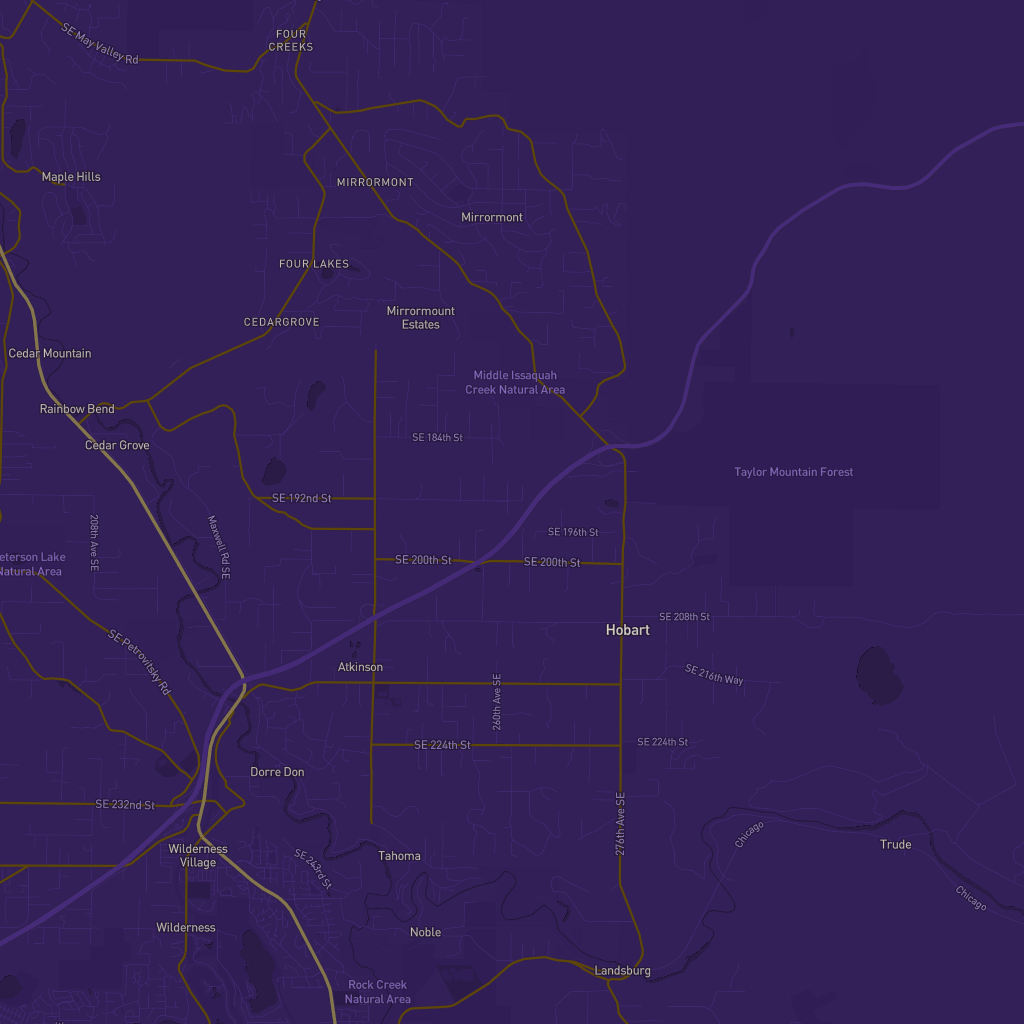 SE May Valley Rd
FOUR
CREEKS
Maple Hills
MIRRORMONT
Mirrormont
FOUR LAKES
Mirrormount
Estates
CEDARGROVE
Cedar Mountain
Middle Issaquah
Creek Natural Area
Rainbow Bend
Cedar Grove
SE 184th St
Taylor Mountain Forest
SE 192nd St
208th Ave SE
Maxwell Rd SE
SE 196th St
SE 200th St
SE 200th St
eterson Lake
Natural Area
SE 208th St
Hobart
SE Petrovitsky Rd
Atkinson
SE 216th Way
260th Ave SE
SE 224th St
SE 224th St
Dorre Don
SE 232nd St
276th Ave SE
Chicago
Trude
Wilderness
Village
SE 243rd St
Tahoma
Chicago
Wilderness
Noble
Landsburg
Rock Creek
Natural Area